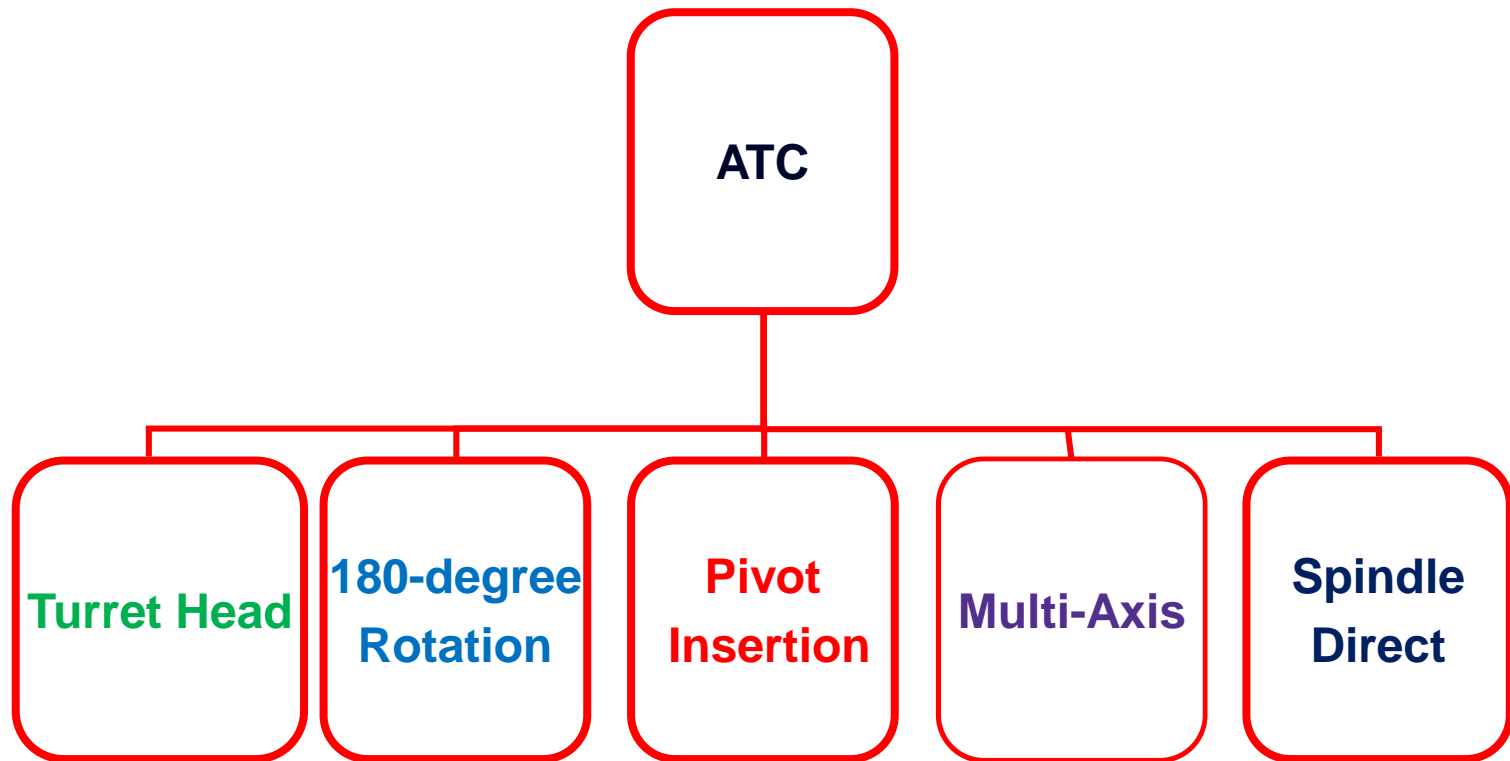 ATC
Turret Head
180-degree
Rotation
Pivot
Insertion
Multi-Axis
Spindle
Direct